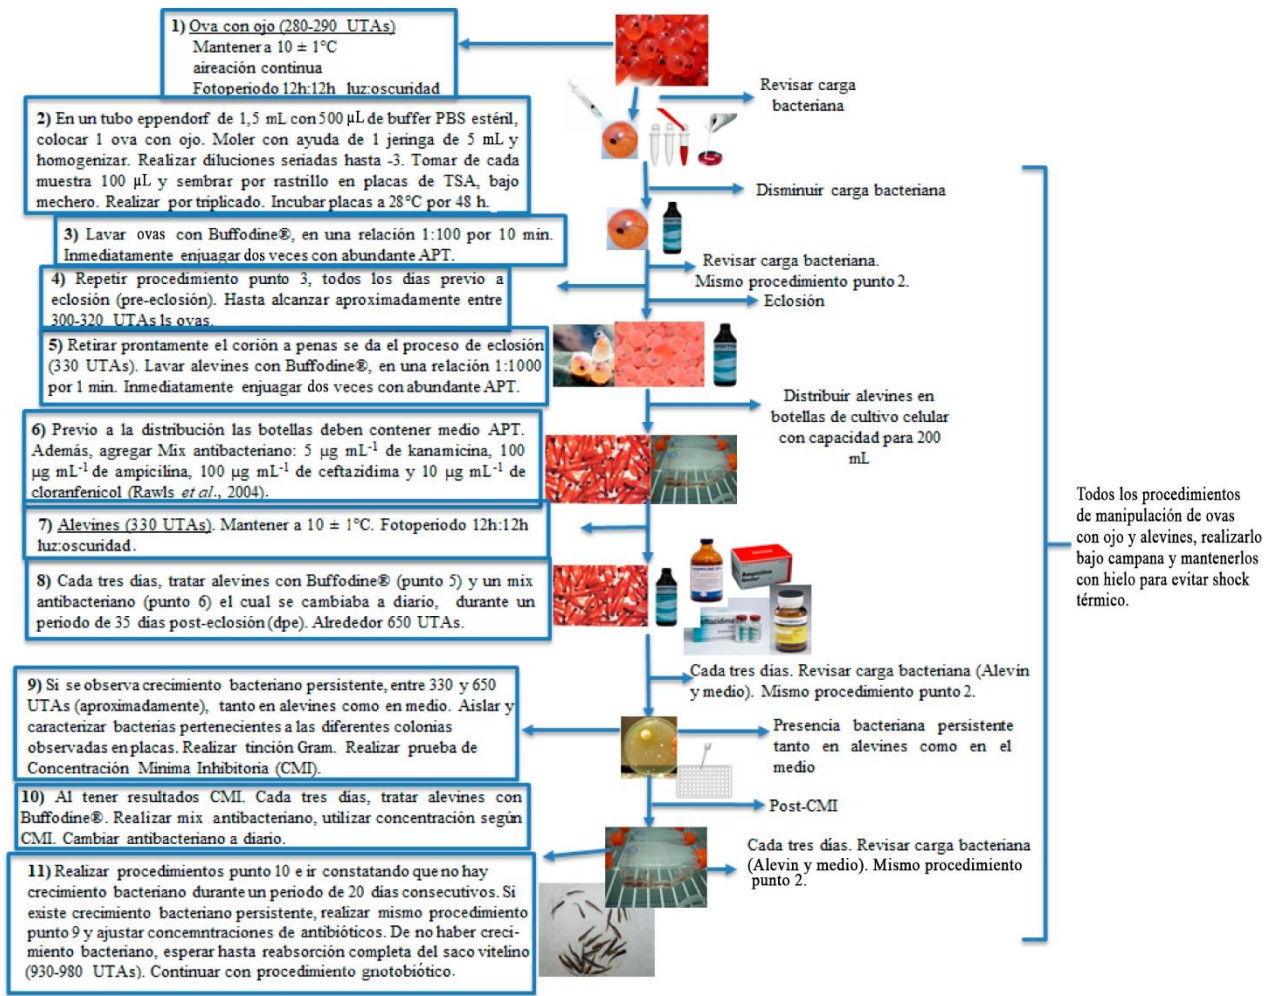 1) Ova con ojo (280-290 UTAs)
Mantener a 10 ± 1°C
aireación continua
Fotoperiodo 12h:12h luz:oscuridad
Revisar carga
bacteriana
2) En un tubo eppendorf de 1,5 mL con 500 µL de buffer PBS estéril,
colocar 1 ova con ojo. Moler con ayuda de 1 jeringa de 5 mL y
homogenizar. Realizar diluciones seriadas hasta -3. Tomar de cada
muestra 100 µL y sembrar por rastrillo en placas de TSA, bajo
mechero. Realizar por triplicado. Incubar placas a 28°C por 48 h.
Disminuir carga bacteriana
3) Lavar ovas con Buffodine®, en una relación 1:100 por 10 min.
Inmediatamente enjuagar dos veces con abundante APT.
Revisar carga bacteriana.
Mismo procedimiento punto 2.
4) Repetir procedimiento punto 3, todos los días previo a
eclosión (pre-eclosión). Hasta alcanzar aproximadamente entre
300-320 UTAs ls ovas.
Eclosión
5) Retirar prontamente el corión a penas se da el proceso de eclosión
(330 UTAs). Lavar alevines con Buffodine®, en una relación 1:1000
por 1 min. Inmediatamente enjuagar dos veces con abundante APT.
Distribuir alevines en
botellas de cultivo celular
con capacidad para 200
mL
6) Previo a la distribución las botellas deben contener medio APT.
Además, agregar Mix antibacteriano: 5 µg mL-1 de kanamicina, 100
µg mL-1 de ampicilina, 100 µg mL-1 de ceftazidima y 10 µg mL-1 de
cloranfenicol (Rawls et al., 2004).
7) Alevines (330 UTAs). Mantener a 10 ± 1°C. Fotoperiodo 12h:12h
luz:oscuridad.
8) Cada tres días, tratar alevines con Buffodine® (punto 5) y un mix
antibacteriano (punto 6) el cual se cambiaba a diario, durante un
periodo de 35 días post-eclosión (dpe). Alrededor 650 UTAs.
Ampicilina
Cada tres días. Revisar carga bacteriana (Alevin
y medio). Mismo procedimiento punto 2.
9) Si se observa crecimiento bacteriano persistente, entre 330 y 650
UTAs (aproximadamente), tanto en alevines como en medio. Aislar y
caracterizar bacterias pertenecientes a las diferentes colonias
observadas en placas. Realizar tinción Gram. Realizar prueba de
Concentración Mínima Inhibitoria (CMI).
Presencia bacteriana persistente
tanto en alevines como en el
medio
10) Al tener resultados CMI. Cada tres días, tratar alevines con
Buffodine®. Realizar mix antibacteriano, utilizar concentración según
CMI. Cambiar antibacteriano a diario.
Post-CMI
Cada tres días. Revisar carga bacteriana
(Alevin y medio). Mismo procedimiento
punto 2.
11) Realizar procedimientos punto 10 e ir constatando que no hay
crecimiento bacteriano durante un periodo de 20 días consecutivos. Si
existe crecimiento bacteriano persistente, realizar mismo procedimiento
punto 9 y ajustar concemntraciones de antibióticos. De no haber creci-
miento bacteriano, esperar hasta reabsorción completa del saco vitelino
(930-980 UTAs). Continuar con procedimiento gnotobiótico.
Todos los procedimientos
de manipulación de ovas
con ojo y alevines, realizarlo
bajo campana y mantenerlos
con hielo para evitar shock
térmico.